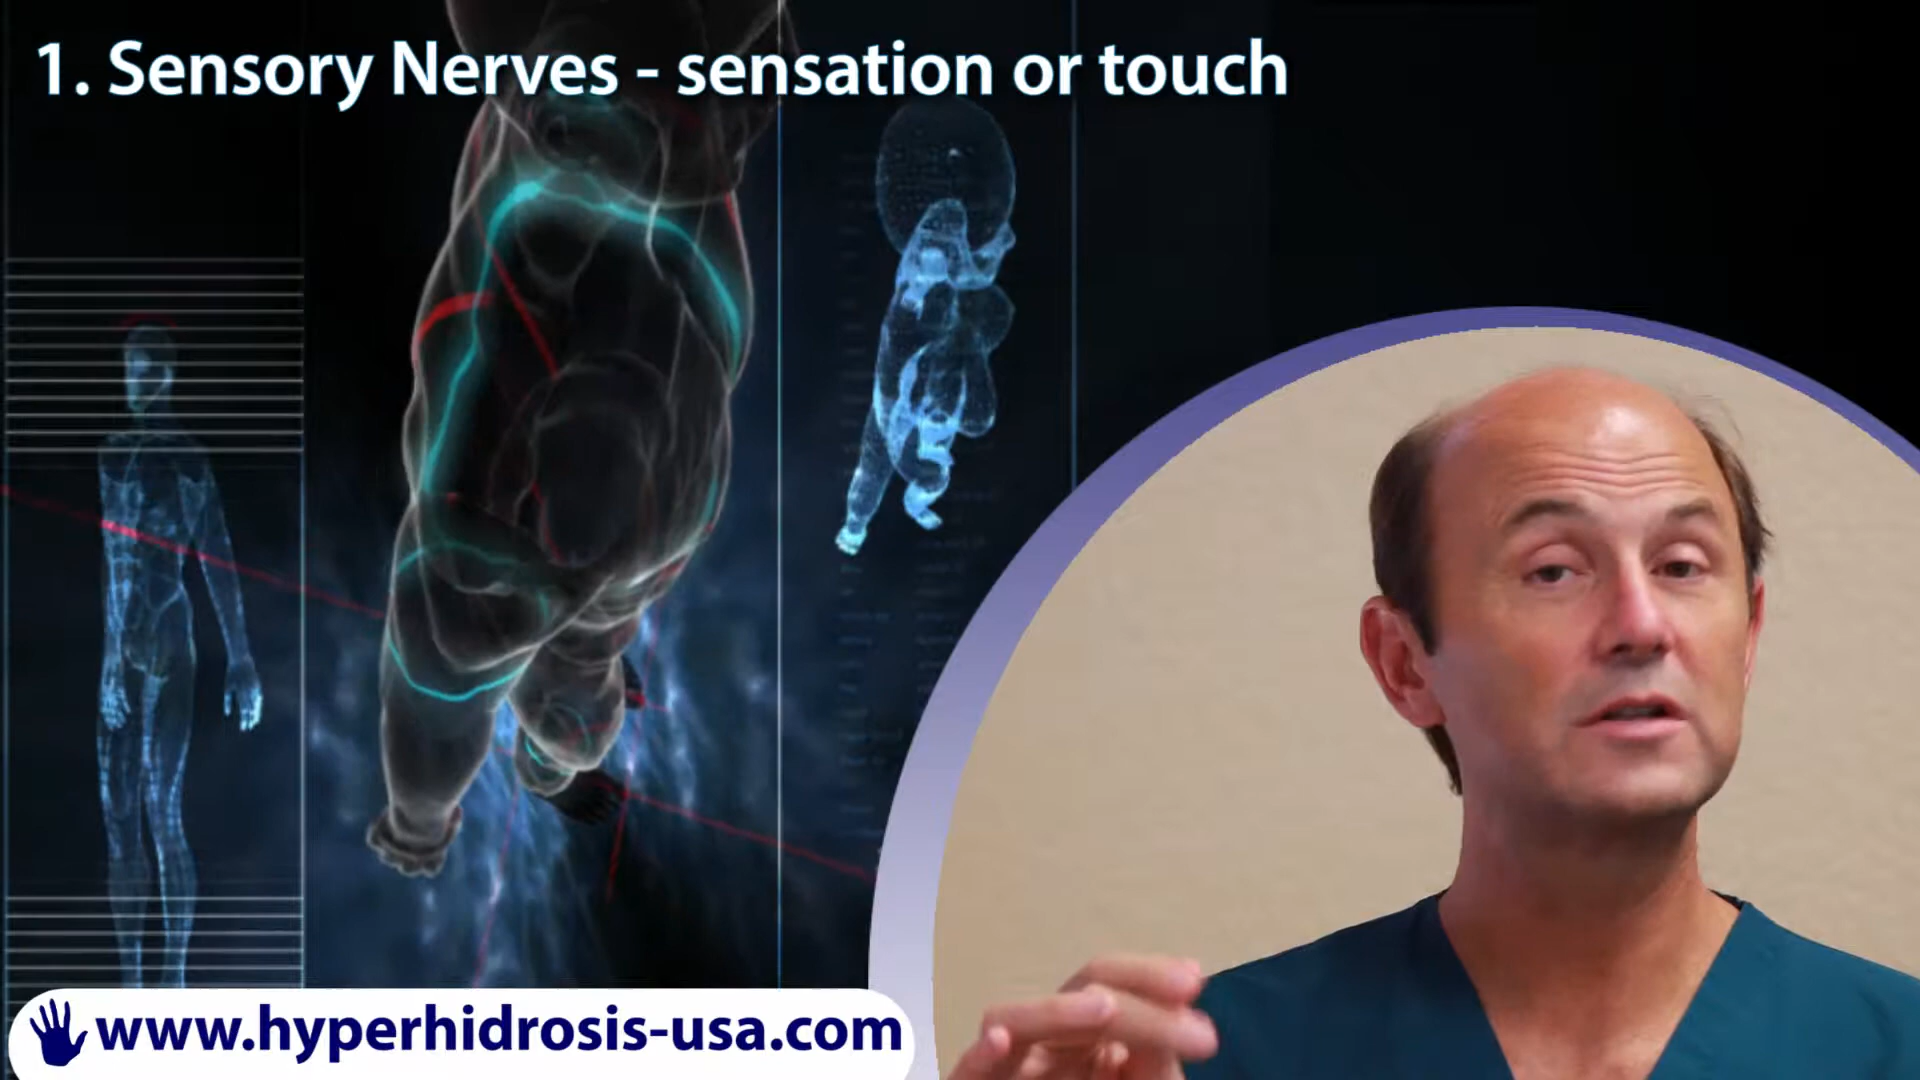 1. Sensory Nerves - sensation or touch
www.hyperhidrosis-usa.com